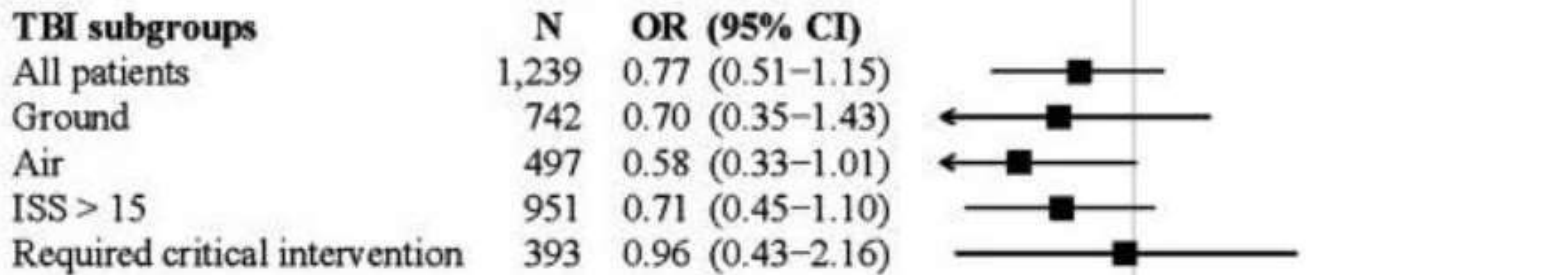 TBI subgroups N OR (95% CI)
All patients 1,239 0.77 (0.51−1.15)
Ground 742 0.70 (0.35−1.43)
Air 497 0.58 (0.33−1.01)
ISS > 15 951 0.71 (0.45−1.10)
Required critical intervention 393 0.96 (0.43−2.16)